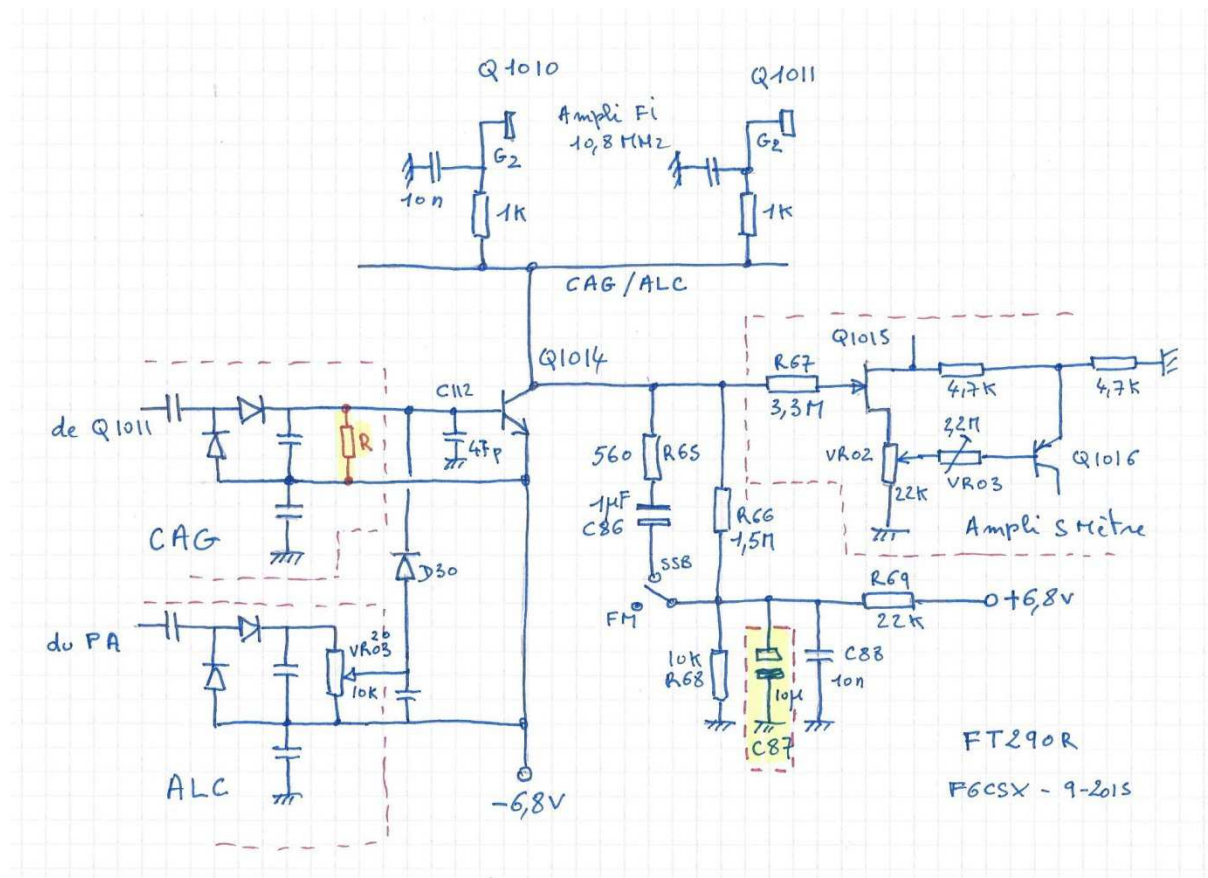 Q1010
Q1011
Ampli Fi
10,8 MHz
G2
G2
10n
1K
1K
CAG/ALC
Q1014
Q1015
R67
3,3M
4,7K
4,7K
C112
de Q1011
R
47p
560
R65
1µF
C86
R66
1,5M
VR02
22K
VR03
Q1016
Ampli S Mètre
CAG
D30
SSB
FM
R69
22K
+6,8V
du PA
VR03
2b
10K
10K
R68
10µ
C87
C88
10n
ALC
-6,8V
FT290R
F6CSX - 9-2015